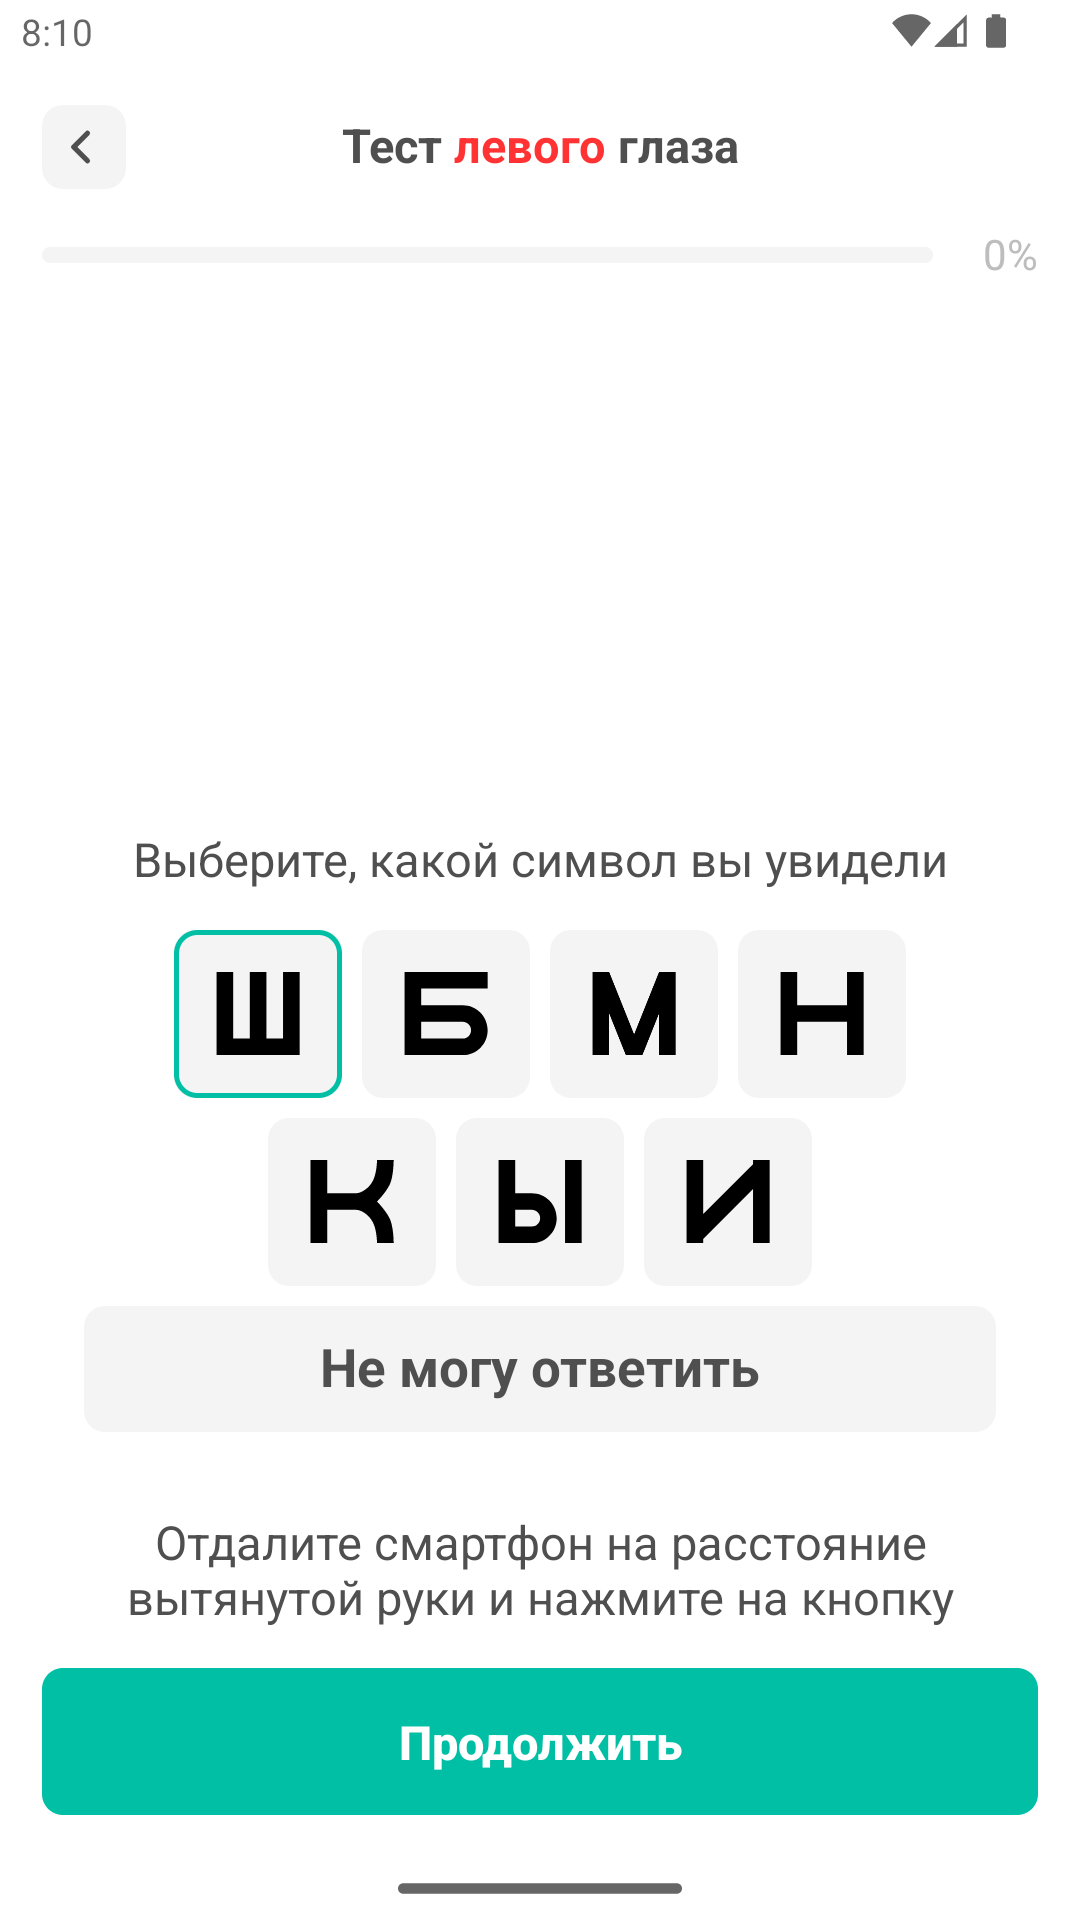 8:10
Тест левого глаза
0%
Выберите, какой символ вы увидели
Ш Б М Н
К Ы И
Не могу ответить
Отдалите смартфон на расстояние
вытянутой руки и нажмите на кнопку
Продолжить